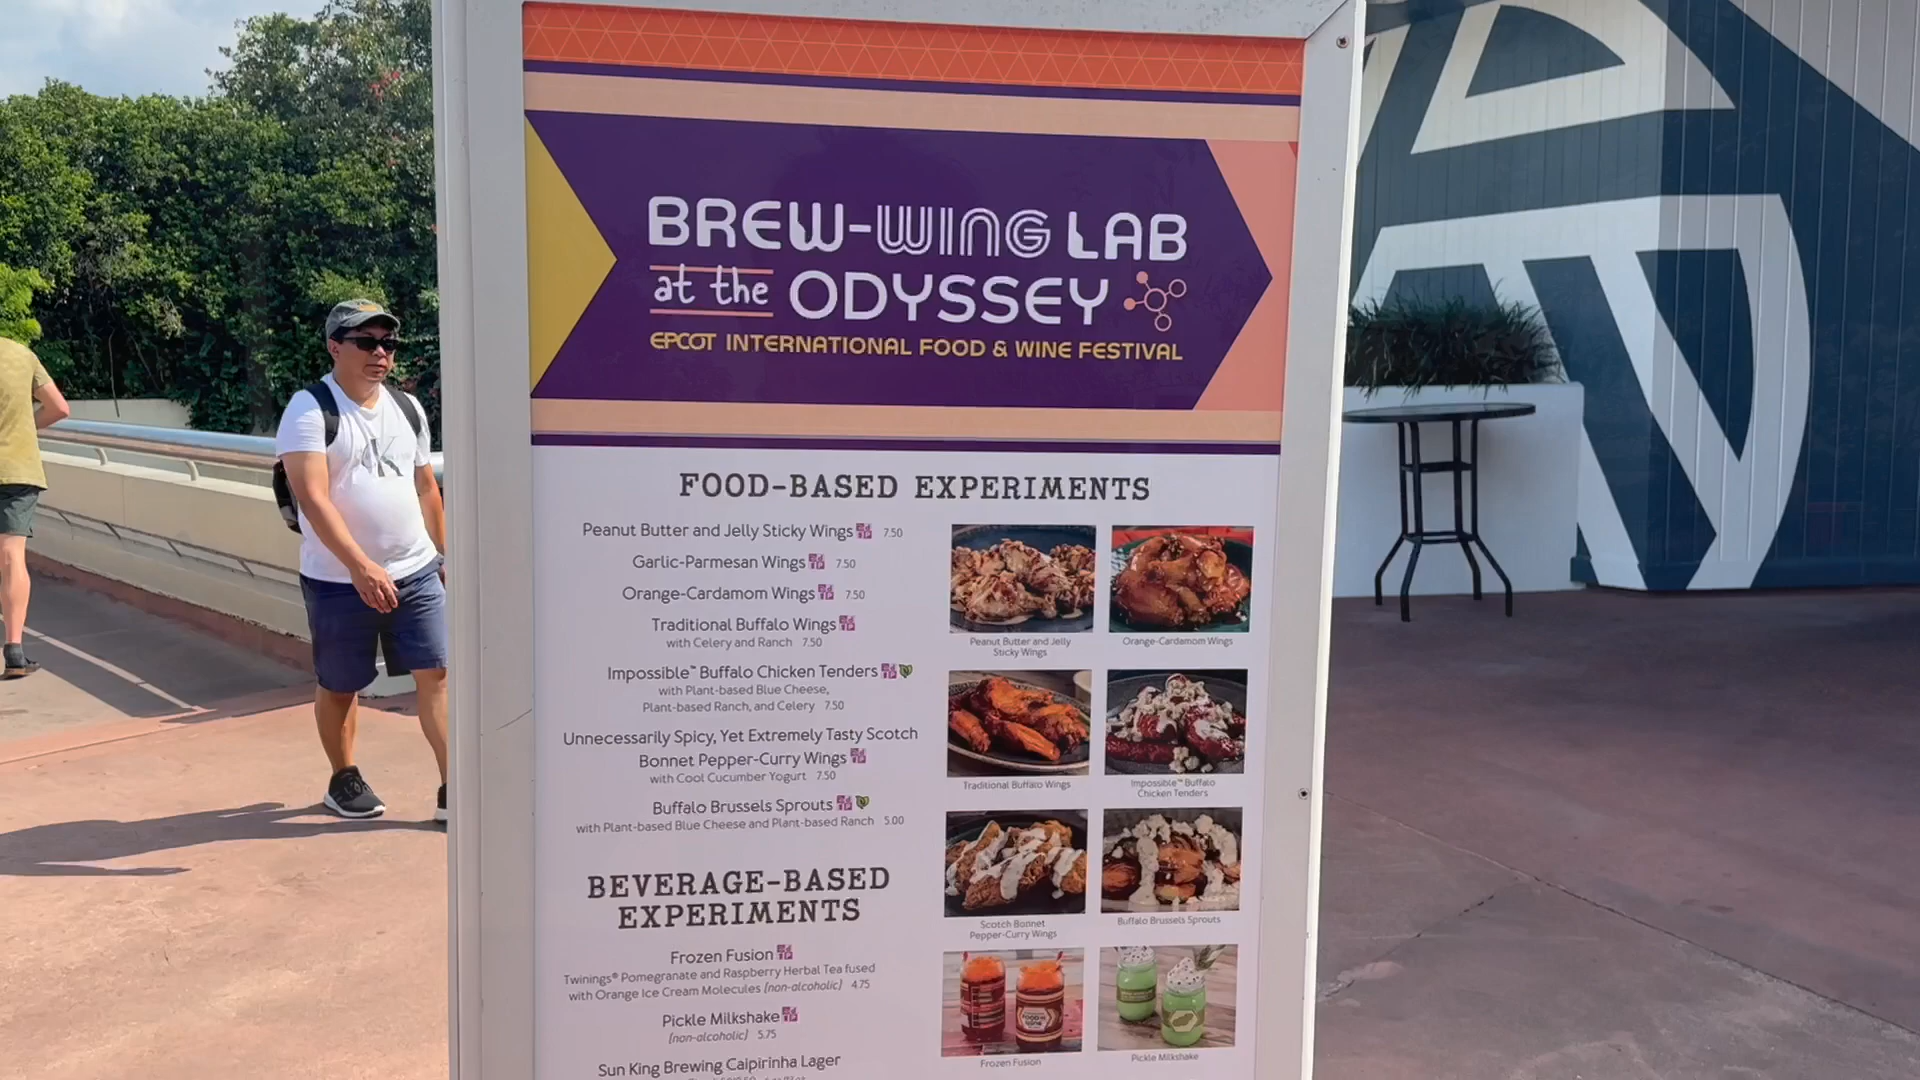 BREW-WING LAB
at the ODYSSEY
EPCOT INTERNATIONAL FOOD & WINE FESTIVAL
FOOD-BASED EXPERIMENTS
Peanut Butter and Jelly Sticky Wings 7.50
Garlic-Parmesan Wings 7.50
Orange-Cardamom Wings 7.50
Traditional Buffalo Wings
with Celery and Ranch 7.50
Impossible™ Buffalo Chicken Tenders
with Plant-based Blue Cheese,
Plant-based Ranch, and Celery 7.50
Unnecessarily Spicy, Yet Extremely Tasty Scotch
Bonnet Pepper-Curry Wings
with Cool Cucumber Yogurt 7.50
Buffalo Brussels Sprouts
with Plant-based Blue Cheese and Plant-based Ranch 5.00
BEVERAGE-BASED
EXPERIMENTS
Frozen Fusion
Twinings® Pomegranate and Raspberry Herbal Tea fused
with Orange Ice Cream Molecules (non-alcoholic) 4.75
Pickle Milkshake
(non-alcoholic) 5.75
Sun King Brewing Caipirinha Lager
Peanut Butter and Jelly
Sticky Wings
Orange-Cardamom Wings
Traditional Buffalo Wings
Impossible™ Buffalo
Chicken Tenders
Scotch Bonnet
Pepper-Curry Wings
Buffalo Brussels Sprouts
Frozen Fusion
Pickle Milkshake